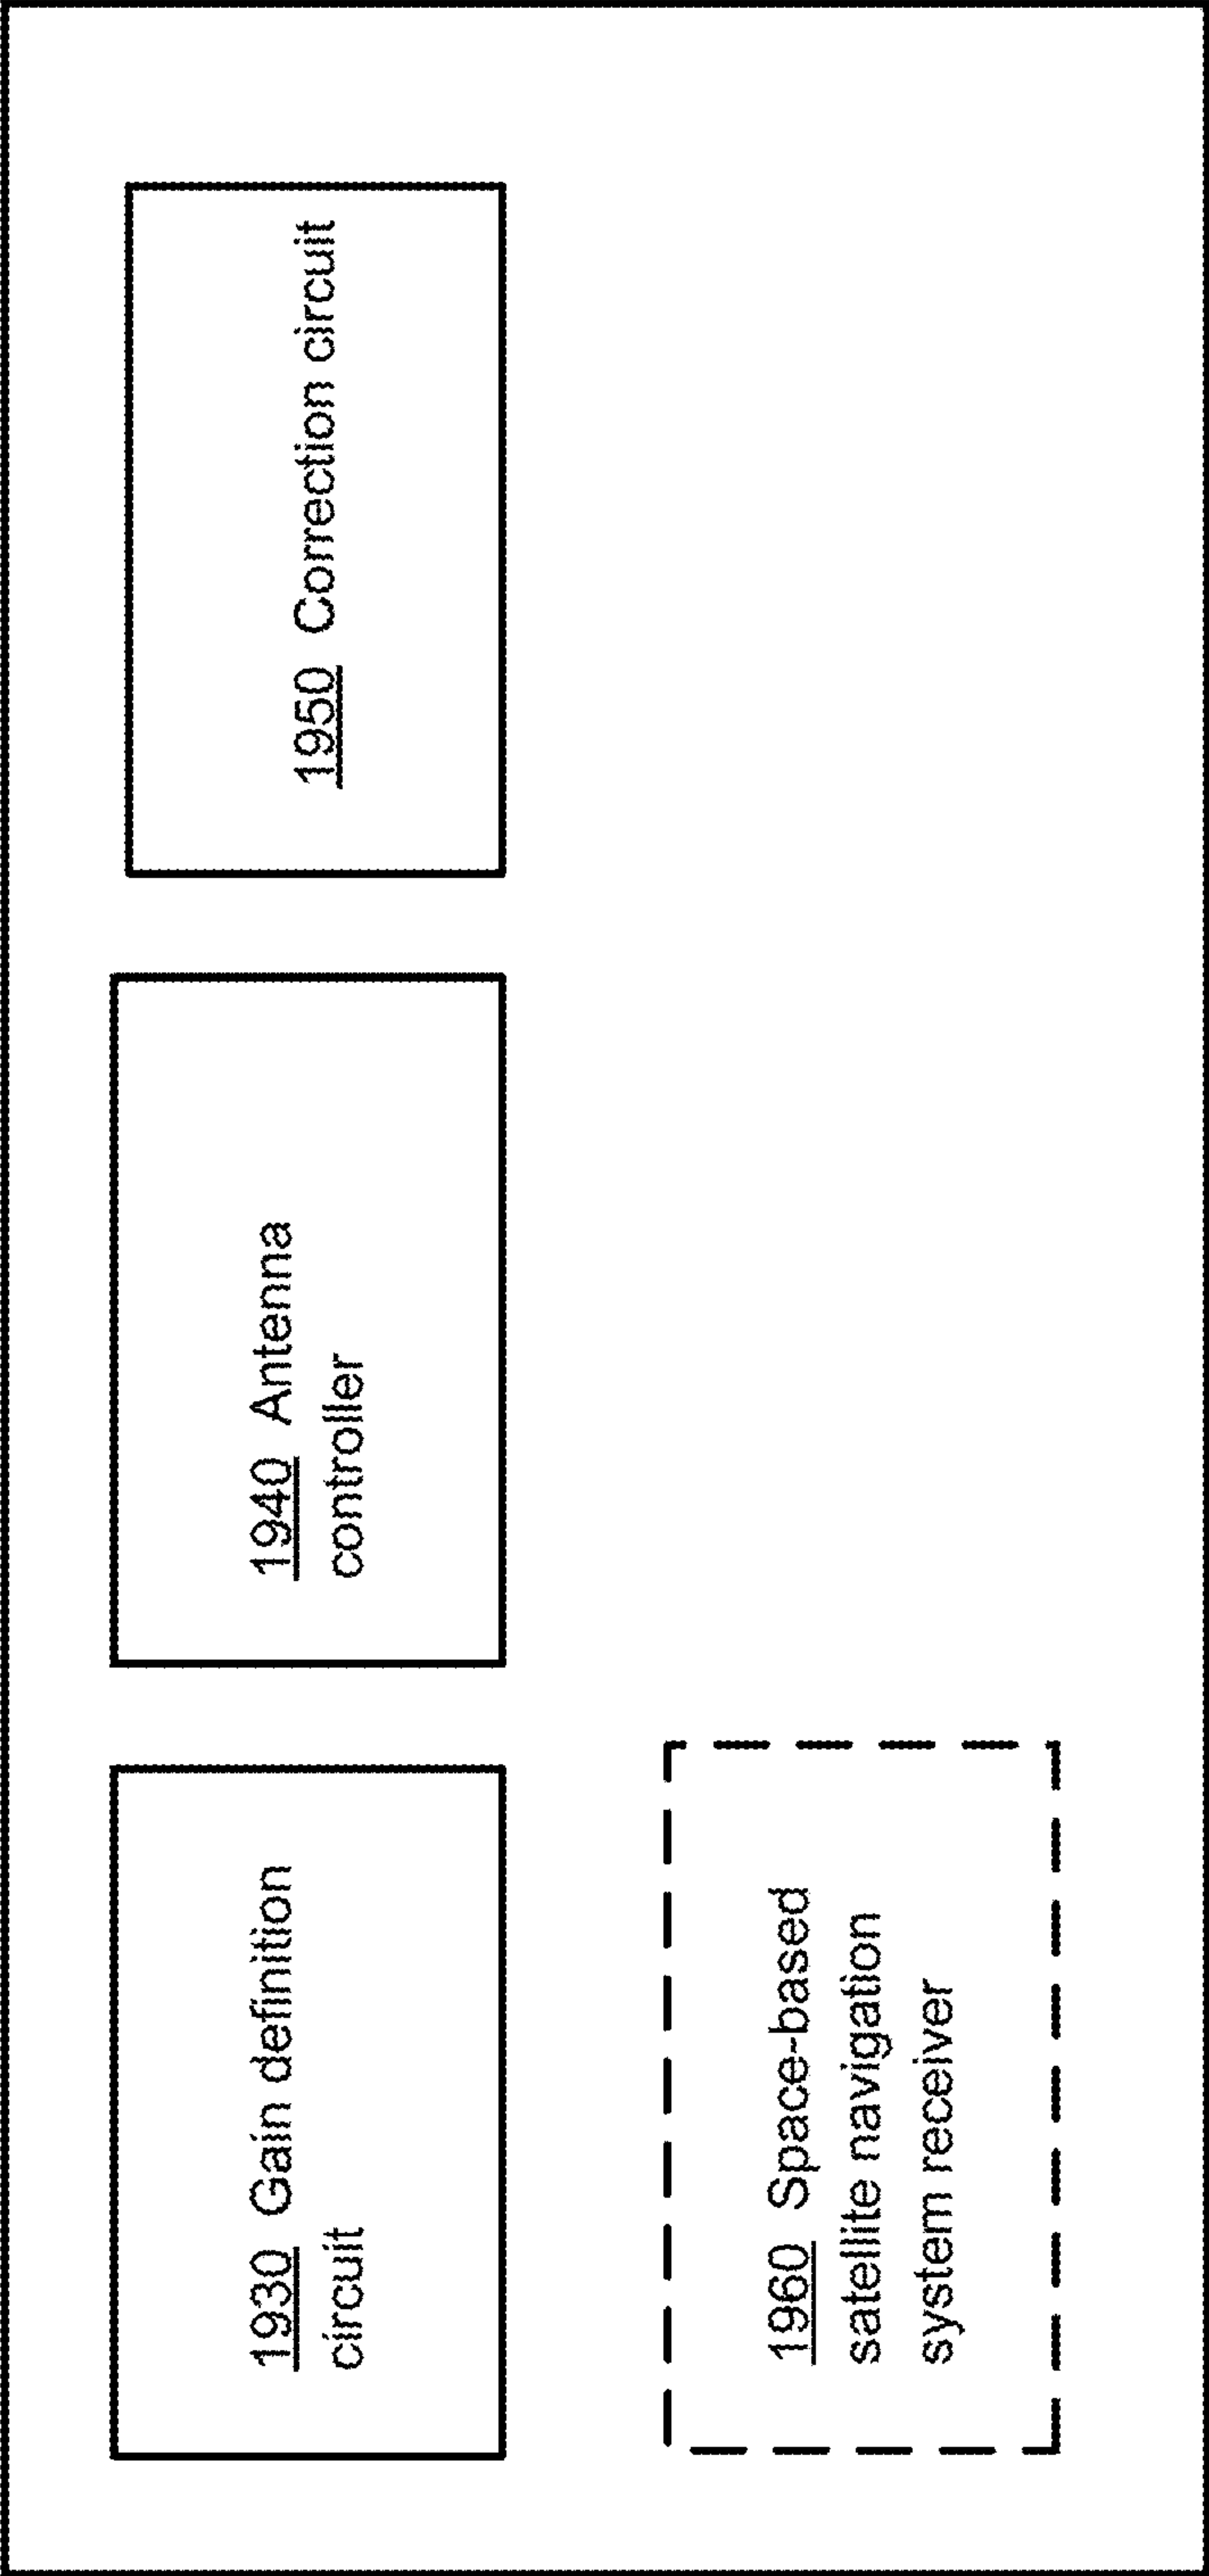 1930 Gain definition
circuit
1940 Antenna
controller
1950 Correction circuit
1960 Space-based
satellite navigation
system receiver